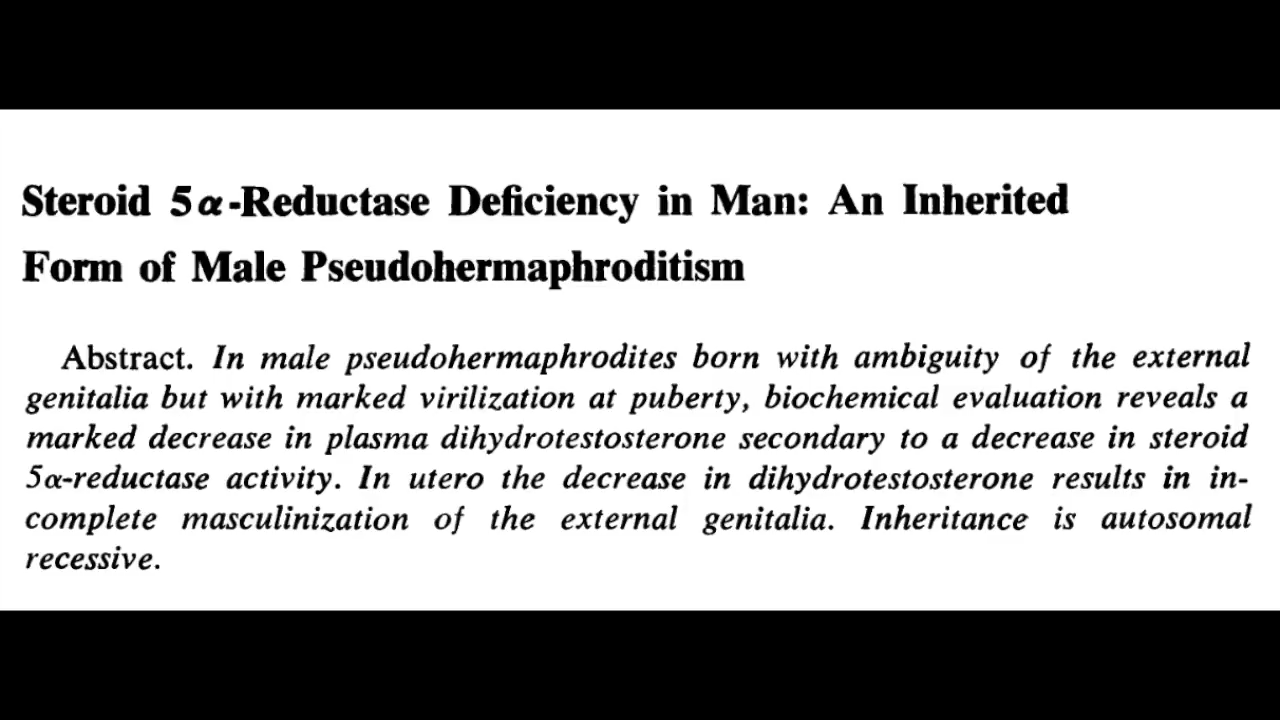 Steroid 5α-Reductase Deficiency in Man: An Inherited
Form of Male Pseudohermaphroditism
Abstract. In male pseudohermaphrodites born with ambiguity of the external
genitalia but with marked virilization at puberty, biochemical evaluation reveals a
marked decrease in plasma dihydrotestosterone secondary to a decrease in steroid
5α-reductase activity. In utero the decrease in dihydrotestosterone results in in-
complete masculinization of the external genitalia. Inheritance is autosomal
recessive.